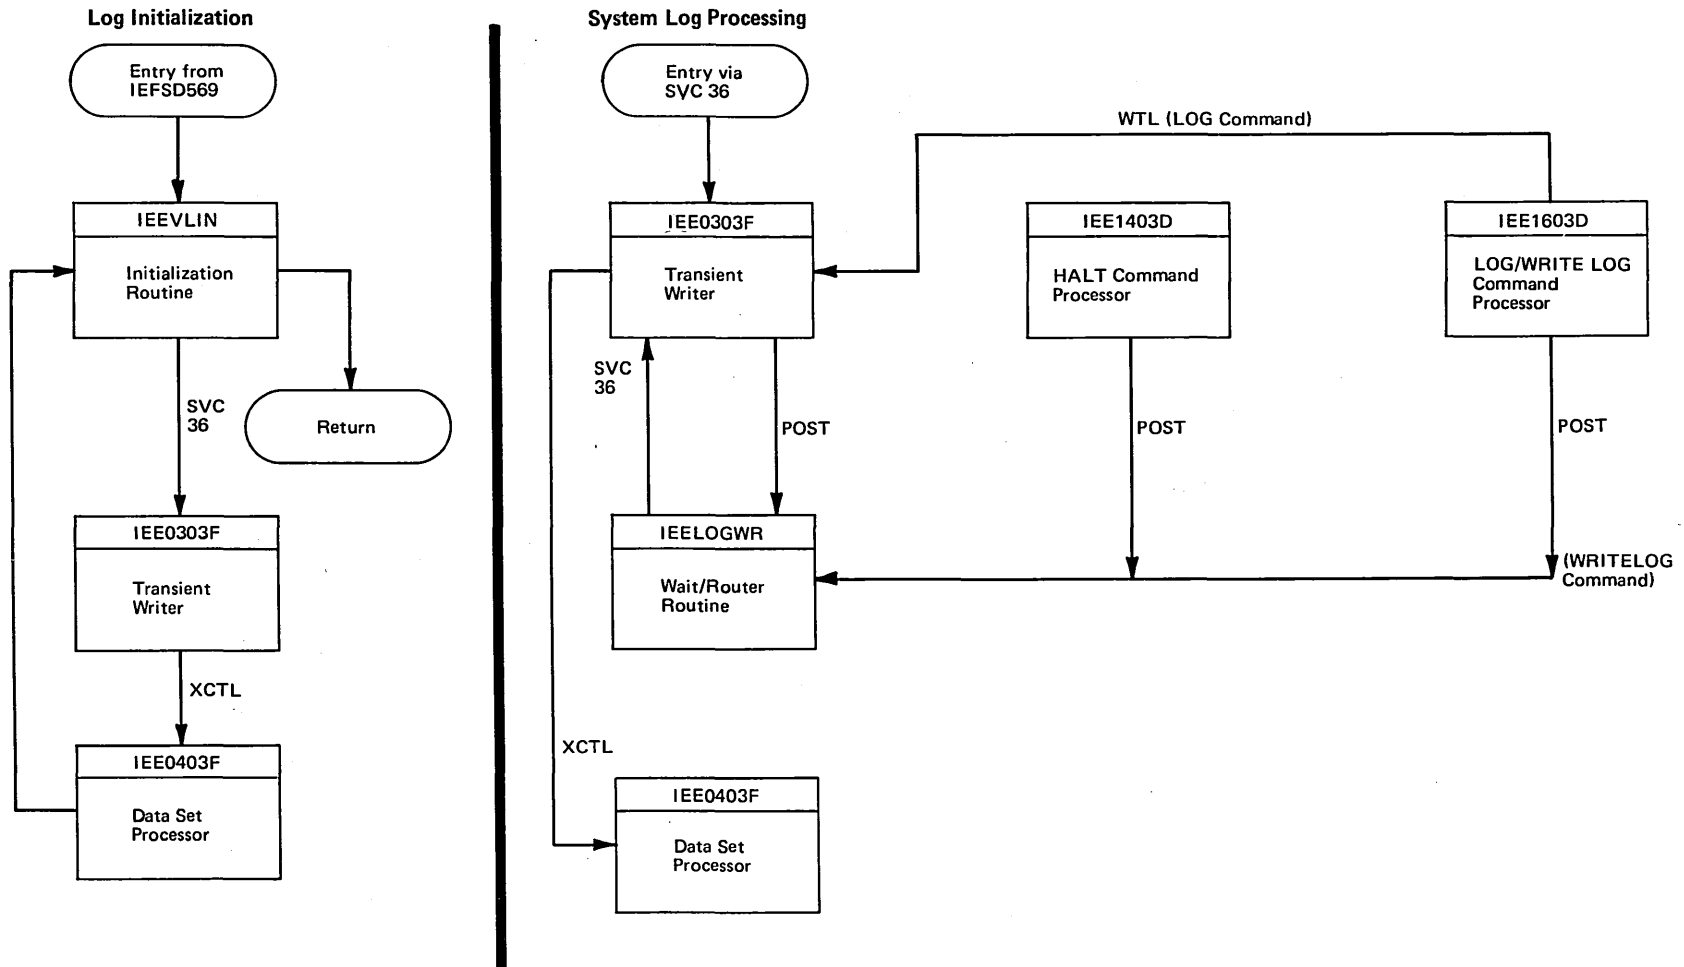 Log Initialization
Entry from
IEFSD569
IEEVLIN
Initialization
Routine
SVC
36
Return
IEE0303F
Transient
Writer
XCTL
IEE0403F
Data Set
Processor
System Log Processing
Entry via
SVC 36
WTL (LOG Command)
IEE0303F
Transient
Writer
IEE1403D
HALT Command
Processor
IEE1603D
LOG/WRITE LOG
Command
Processor
SVC
36
POST
POST
POST
IEELOGWR
Wait/Router
Routine
(WRITELOG
Command)
XCTL
IEE0403F
Data Set
Processor